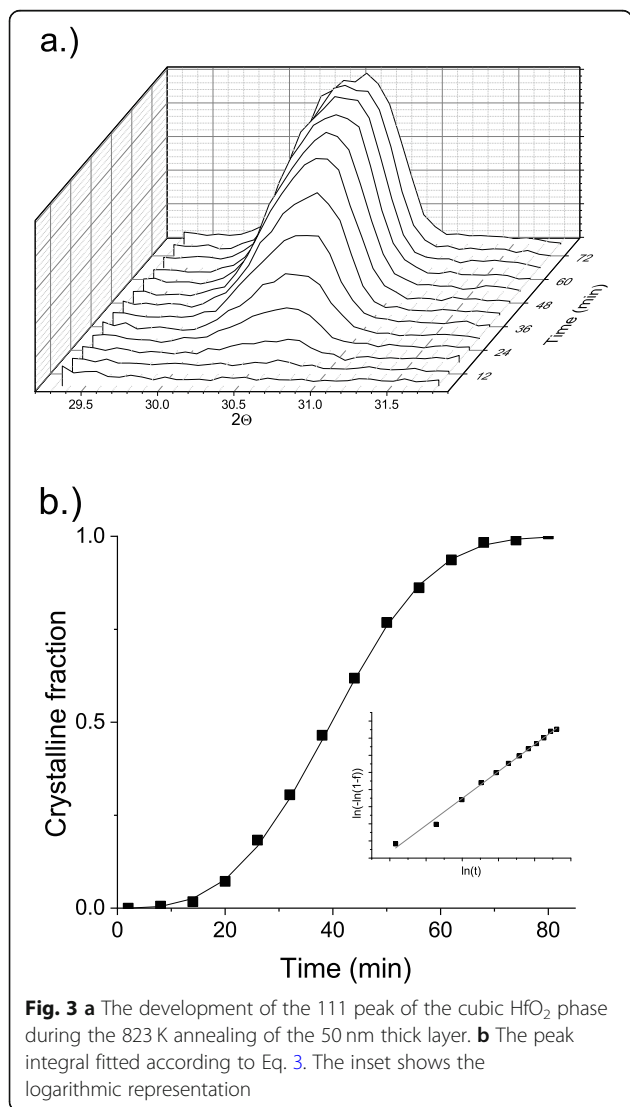 a.)
72
60
48
36
24
12
Time (min)
29.5 30.0 30.5 31.0 31.5
2Θ
b.)
1.0
0.5
0.0
Crystalline fraction
ln(-ln(1-f))
ln(t)
0 20 40 60 80
Time (min)
Fig. 3 a The development of the 111 peak of the cubic HfO₂ phase
during the 823 K annealing of the 50 nm thick layer. b The peak
integral fitted according to Eq. 3. The inset shows the
logarithmic representation